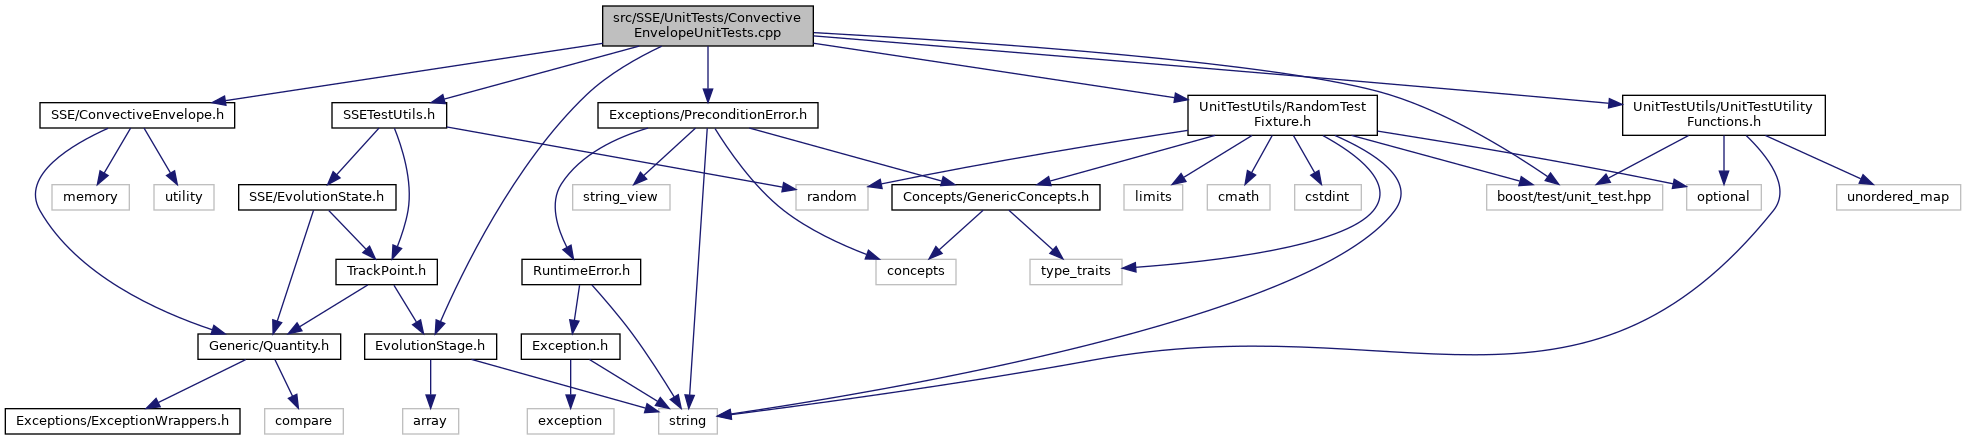 src/SSE/UnitTests/Convective
EnvelopeUnitTests.cpp
SSE/ConvectiveEnvelope.h
SSETestUtils.h
Exceptions/PreconditionError.h
UnitTestUtils/RandomTest
Fixture.h
UnitTestUtils/UnitTestUtility
Functions.h
memory
utility
SSE/EvolutionState.h
string_view
random
Concepts/GenericConcepts.h
limits
cmath
cstdint
boost/test/unit_test.hpp
optional
unordered_map
TrackPoint.h
RuntimeError.h
concepts
type_traits
Generic/Quantity.h
EvolutionStage.h
Exception.h
Exceptions/ExceptionWrappers.h
compare
array
exception
string